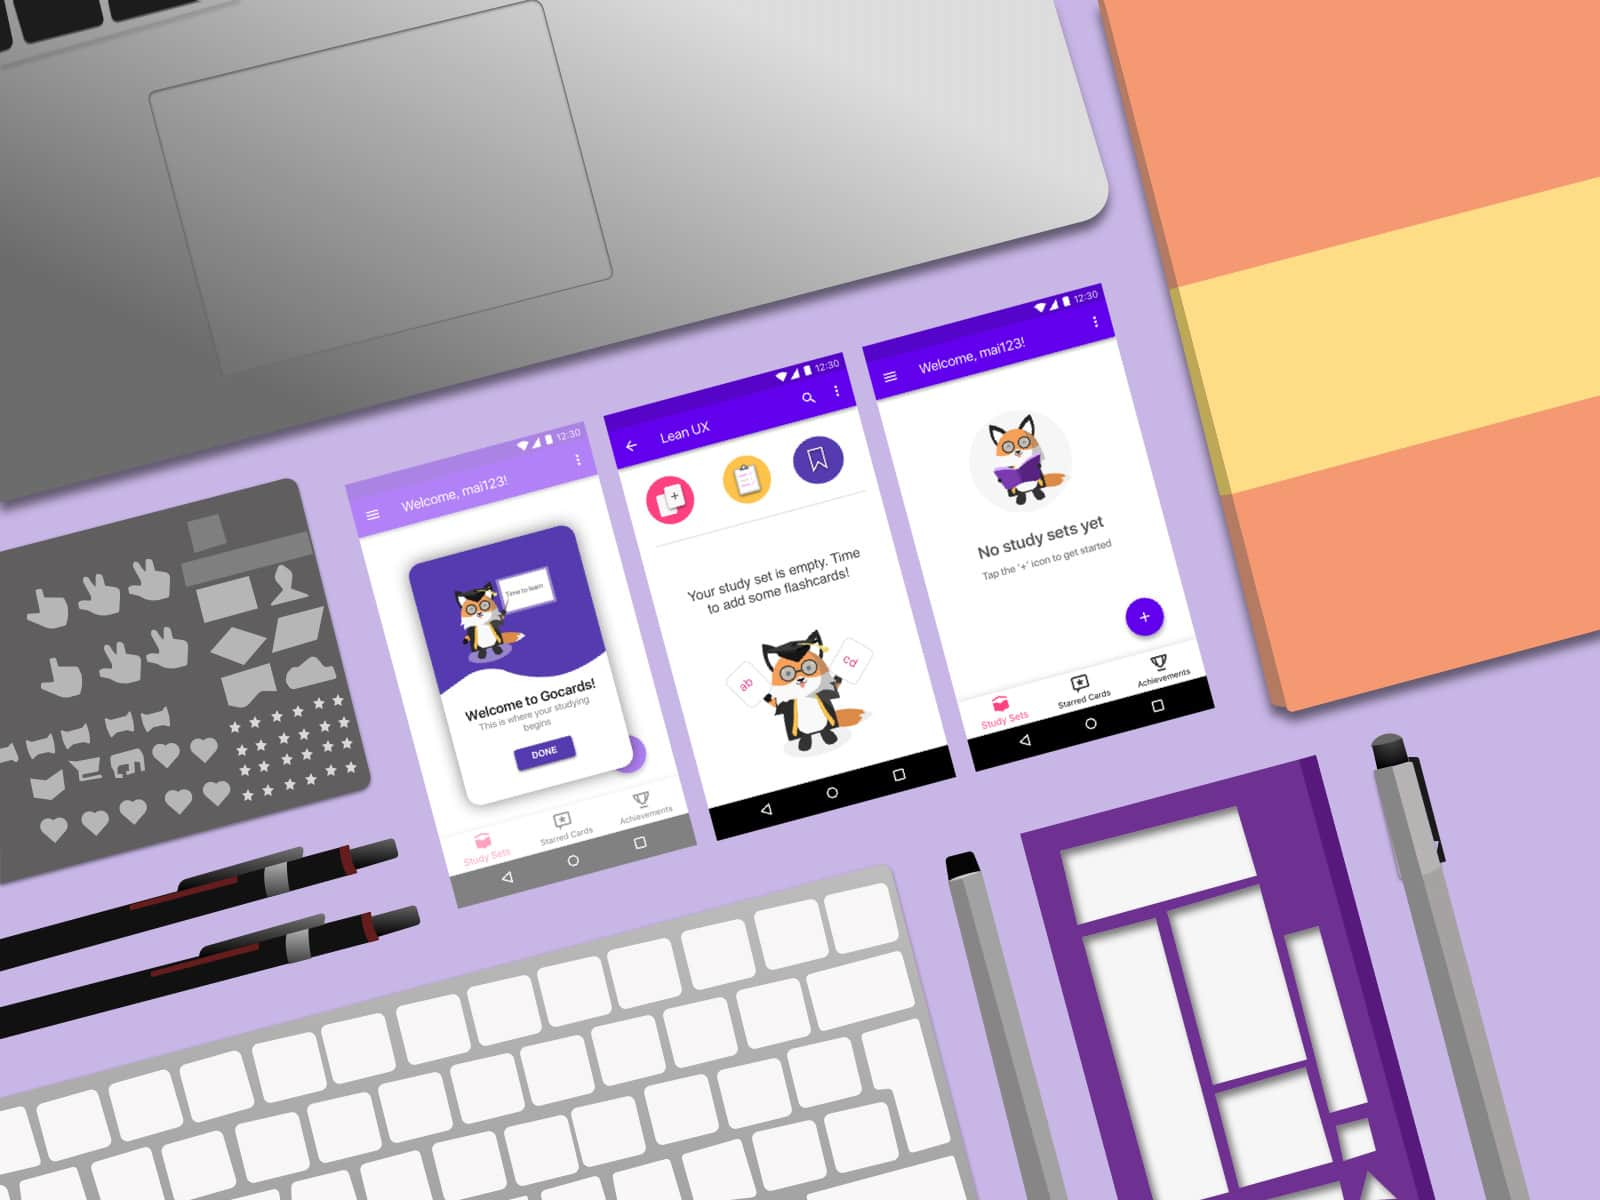 12:30
Welcome, mai123!
Time to learn
Welcome to Gocards!
This is where your studying
begins
DONE
Study Sets
Starred Cards
Achievements
12:30
Lean UX
Your study set is empty. Time
to add some flashcards!
ab
cd
12:30
Welcome, mai123!
No study sets yet
Tap the '+' icon to get started
+
Study Sets
Starred Cards
Achievements